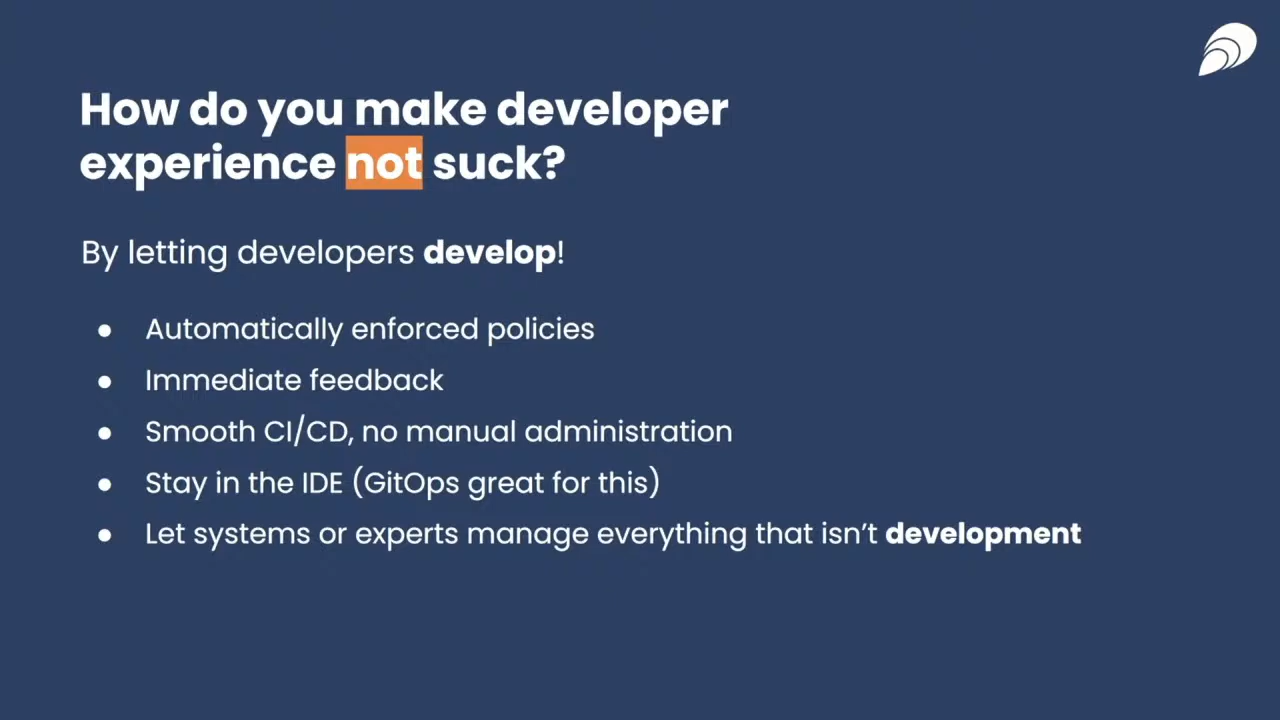 How do you make developer
experience not suck?
By letting developers develop!
● Automatically enforced policies
● Immediate feedback
● Smooth CI/CD, no manual administration
● Stay in the IDE (GitOps great for this)
● Let systems or experts manage everything that isn’t development